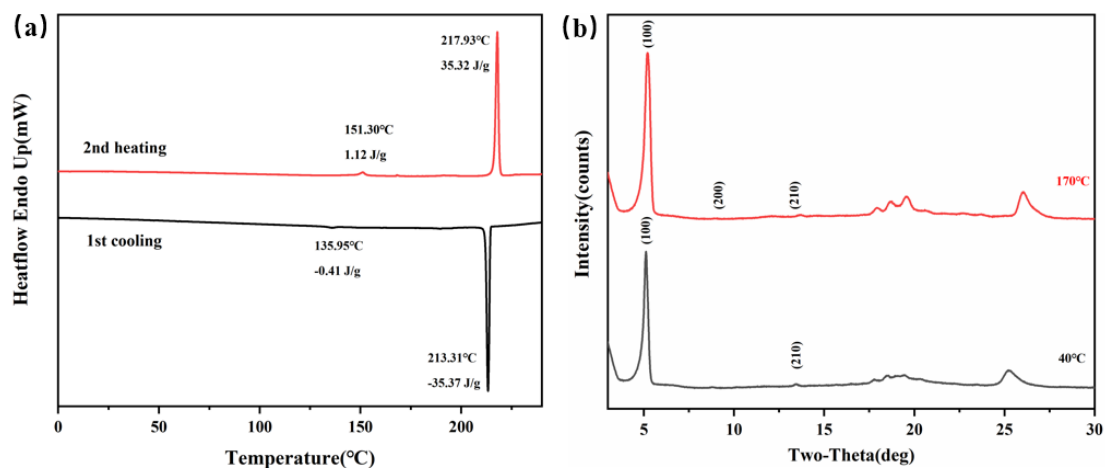 (a)
Heatflow Endo Up(mW)
217.93℃
35.32 J/g
151.30℃
1.12 J/g
2nd heating
1st cooling
135.95℃
-0.41 J/g
213.31℃
-35.37 J/g
0
50
100
150
200
Temperature(℃)
(b)
Intensity(counts)
(100)
(200)
(210)
170℃
(100)
(210)
40℃
5
10
15
20
25
30
Two-Theta(deg)